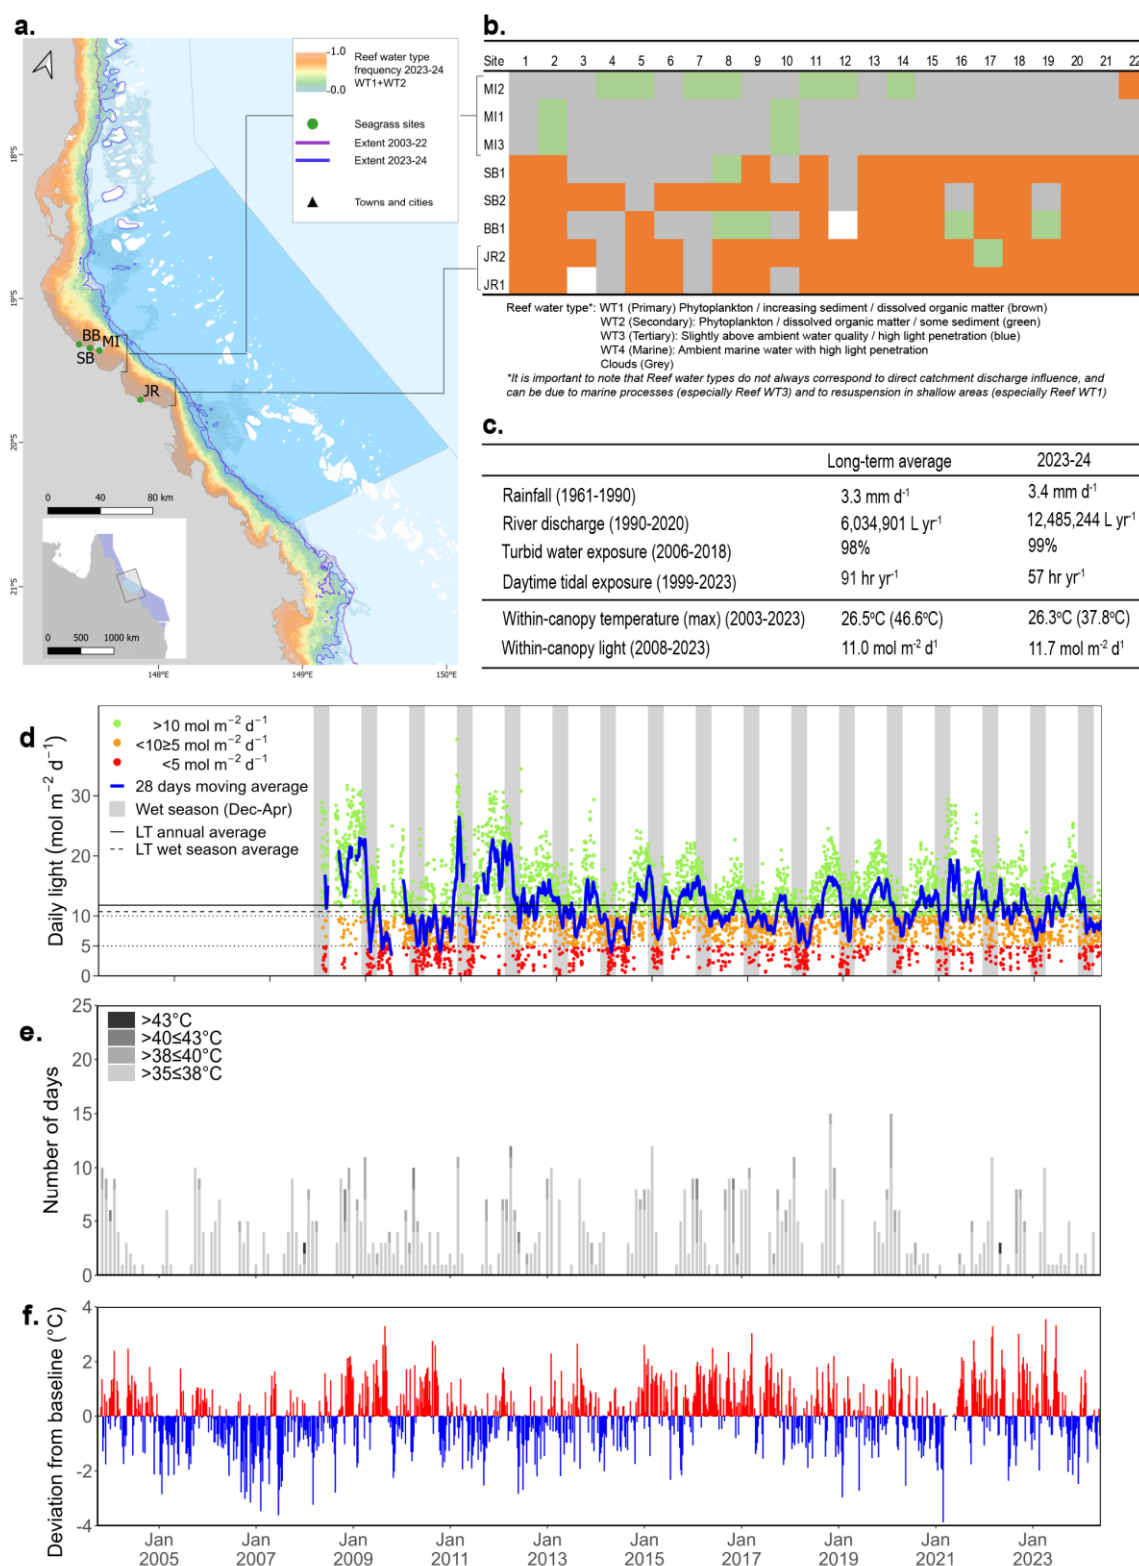 a.
1.0
0.0
Reef water type
frequency 2023-24
WT1+WT2
Seagrass sites
Extent 2003-22
Extent 2023-24
Towns and cities
18°S
19°S
20°S
21°S
BB
MI
SB
JR
0 40 80 km
0 500 1000 km
148°E
149°E
150°E
b.
Site 1 2 3 4 5 6 7 8 9 10 11 12 13 14 15 16 17 18 19 20 21 22
MI2
MI1
MI3
SB1
SB2
BB1
JR2
JR1
Reef water type*: WT1 (Primary) Phytoplankton / increasing sediment / dissolved organic matter (brown)
WT2 (Secondary): Phytoplankton / dissolved organic matter / some sediment (green)
WT3 (Tertiary): Slightly above ambient water quality / high light penetration (blue)
WT4 (Marine): Ambient marine water with high light penetration
Clouds (Grey)
*It is important to note that Reef water types do not always correspond to direct catchment discharge influence, and
can be due to marine processes (especially Reef WT3) and to resuspension in shallow areas (especially Reef WT1)
c.
Long-term average 2023-24
Rainfall (1961-1990) 3.3 mm d⁻¹ 3.4 mm d⁻¹
River discharge (1990-2020) 6,034,901 L yr⁻¹ 12,485,244 L yr⁻¹
Turbid water exposure (2006-2018) 98% 99%
Daytime tidal exposure (1999-2023) 91 hr yr⁻¹ 57 hr yr⁻¹
Within-canopy temperature (max) (2003-2023) 26.5ºC (46.6ºC) 26.3ºC (37.8ºC)
Within-canopy light (2008-2023) 11.0 mol m⁻² d¹ 11.7 mol m⁻² d¹
d
Daily light (mol m⁻² d⁻¹)
30
20
10
5
0
>10 mol m⁻² d⁻¹
<10≥5 mol m⁻² d⁻¹
<5 mol m⁻² d⁻¹
28 days moving average
Wet season (Dec-Apr)
LT annual average
LT wet season average
e.
Number of days
25
20
15
10
5
0
>43°C
>40≤43°C
>38≤40°C
>35≤38°C
f.
Deviation from baseline (°C)
4
2
0
-2
-4
Jan Jan Jan Jan Jan Jan Jan Jan Jan Jan
2005 2007 2009 2011 2013 2015 2017 2019 2021 2023